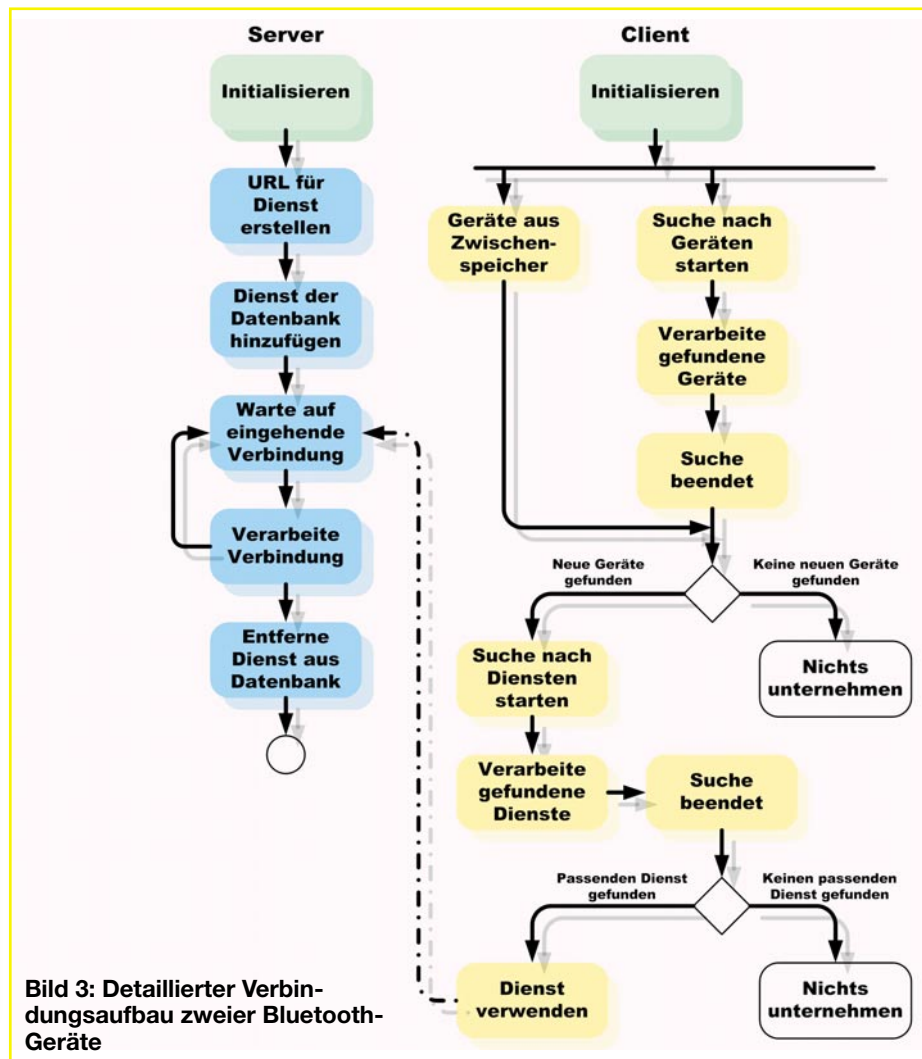 Server
Initialisieren
URL für
Dienst
erstellen
Dienst der
Datenbank
hinzufügen
Warte auf
eingehende
Verbindung
Verarbeite
Verbindung
Entferne
Dienst aus
Datenbank
Client
Initialisieren
Geräte aus
Zwischen-
speicher
Suche nach
Geräten
starten
Verarbeite
gefundene
Geräte
Suche
beendet
Neue Geräte
gefunden
Keine neuen Geräte
gefunden
Suche nach
Diensten
starten
Nichts
unternehmen
Verarbeite
gefundene
Dienste
Suche
beendet
Passenden Dienst
gefunden
Keinen passenden
Dienst gefunden
Dienst
verwenden
Nichts
unternehmen
Bild 3: Detaillierter Verbin-
dungsaufbau zweier Bluetooth-
Geräte